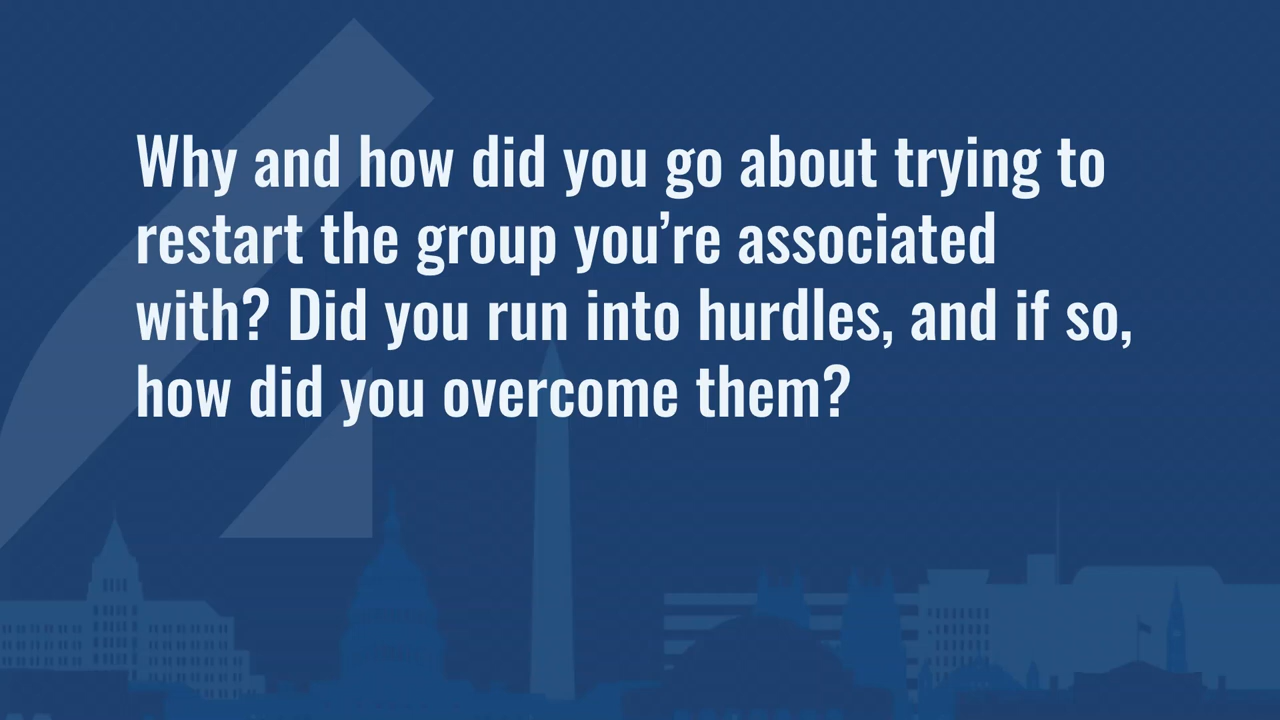 Why and how did you go about trying to
restart the group you’re associated
with? Did you run into hurdles, and if so,
how did you overcome them?